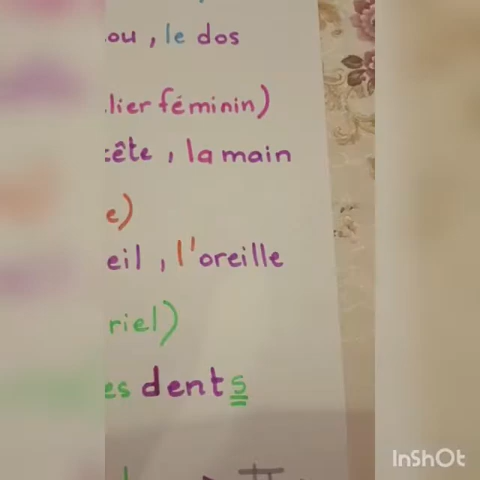 ou, le dos
lier féminin)
ête, la main
e)
eil, l'oreille
riel)
es dents
InShOt